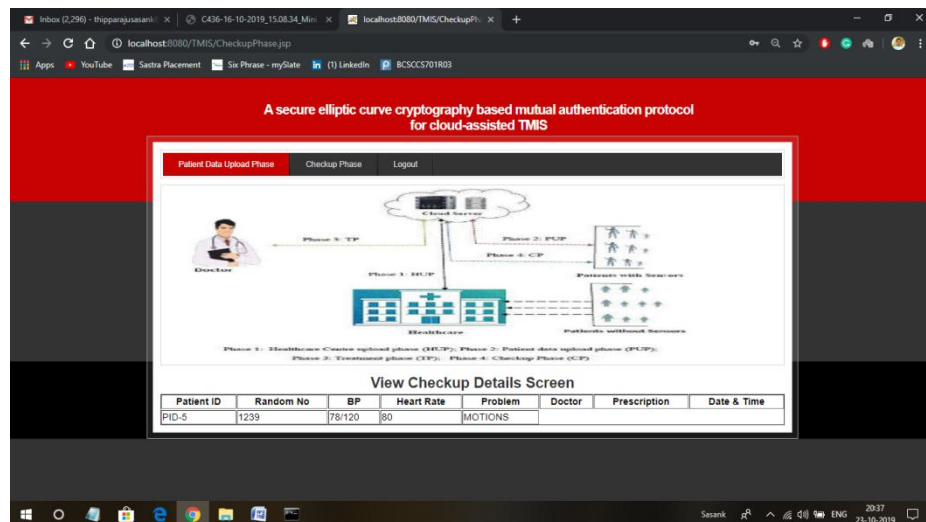 Inbox (2,296) - thipparajusasank
C436-16-10-2019_15.08.34_Mini
localhost:8080/TMIS/CheckupPh
localhost:8080/TMIS/CheckupPhase.jsp
Apps YouTube Sastra Placement Six Phrase - mySlate (1) LinkedIn BCSCCS701R03
A secure elliptic curve cryptography based mutual authentication protocol
for cloud-assisted TMIS
Patient Data Upload Phase Checkup Phase Logout
Cloud Server
Phase 3: TP
Phase 2: PUP
Phase 4: CP
Doctor
Phase 1: HUP
Patients with Sensors
Healthcare
Patients without Sensors
Phase 1: Healthcare Centre upload phase (HUP); Phase 2: Patient data upload phase (PUP);
Phase 3: Treatment phase (TP); Phase 4: Checkup Phase (CP)
View Checkup Details Screen
Patient ID Random No BP Heart Rate Problem Doctor Prescription Date & Time
PID-5 1239 78/120 80 MOTIONS
Sasank ENG 20:37
23-10-2019